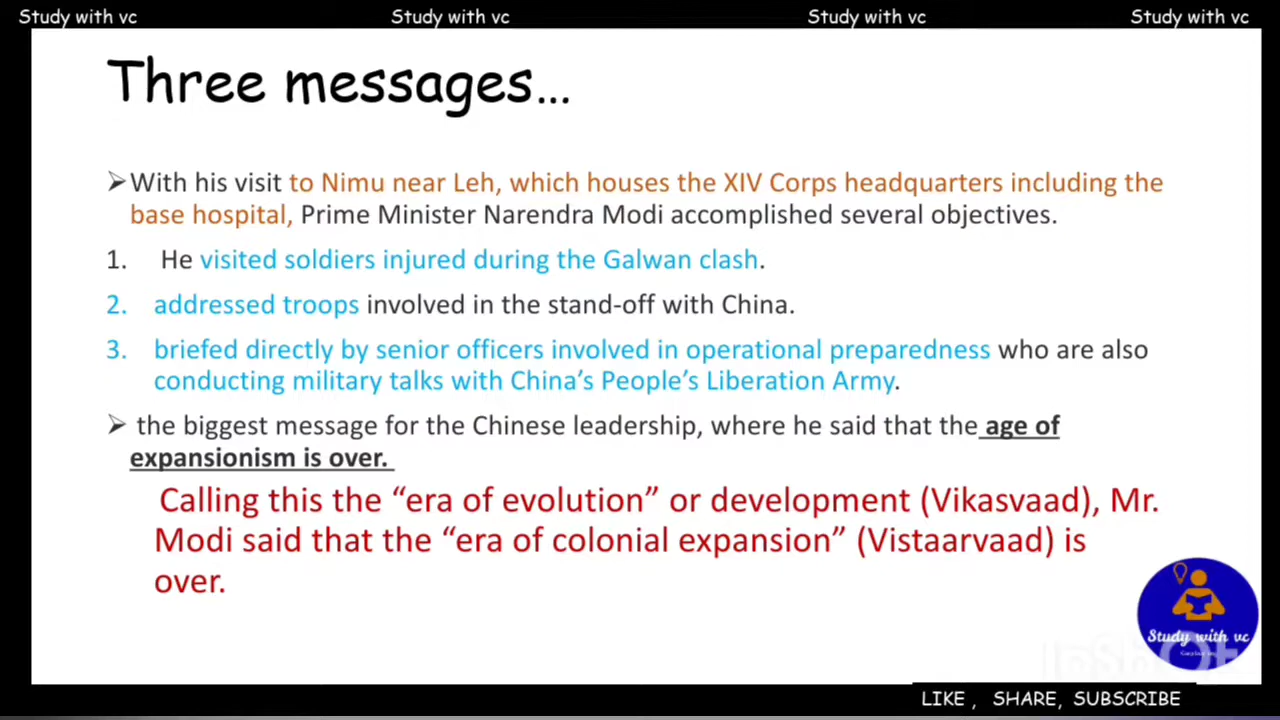 Study with vc Study with vc Study with vc Study with vc
Three messages...
➤With his visit to Nimu near Leh, which houses the XIV Corps headquarters including the
base hospital, Prime Minister Narendra Modi accomplished several objectives.
1. He visited soldiers injured during the Galwan clash.
2. addressed troops involved in the stand-off with China.
3. briefed directly by senior officers involved in operational preparedness who are also
conducting military talks with China's People's Liberation Army.
➤ the biggest message for the Chinese leadership, where he said that the age of
expansionism is over.
Calling this the “era of evolution” or development (Vikasvaad), Mr.
Modi said that the “era of colonial expansion” (Vistaarvaad) is
over.
Study with vc
LIKE , SHARE, SUBSCRIBE